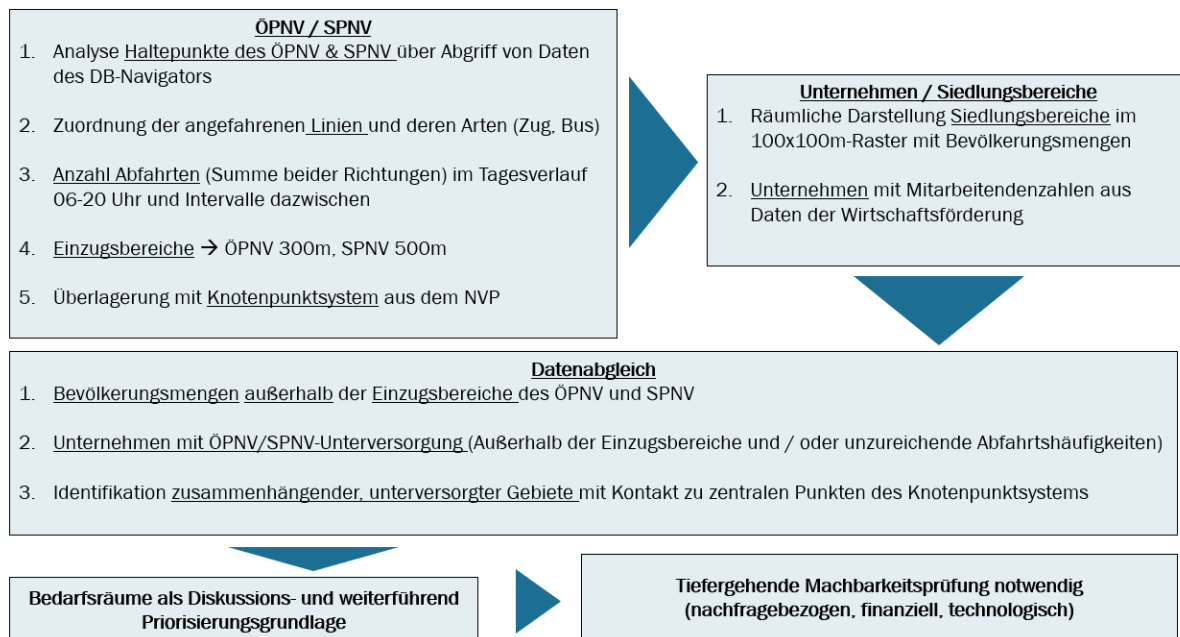 ÖPNV / SPNV
1. Analyse Haltepunkte des ÖPNV & SPNV über Abgriff von Daten
des DB-Navigators
2. Zuordnung der angefahrenen Linien und deren Arten (Zug, Bus)
3. Anzahl Abfahrten (Summe beider Richtungen) im Tagesverlauf
06-20 Uhr und Intervalle dazwischen
4. Einzugsbereiche → ÖPNV 300m, SPNV 500m
5. Überlagerung mit Knotenpunktsystem aus dem NVP
Unternehmen / Siedlungsbereiche
1. Räumliche Darstellung Siedlungsbereiche im
100x100m-Raster mit Bevölkerungsmengen
2. Unternehmen mit Mitarbeitendenzahlen aus
Daten der Wirtschaftsförderung
Datenabgleich
1. Bevölkerungsmengen außerhalb der Einzugsbereiche des ÖPNV und SPNV
2. Unternehmen mit ÖPNV/SPNV-Unterversorgung (Außerhalb der Einzugsbereiche und / oder unzureichende Abfahrtshäufigkeiten)
3. Identifikation zusammenhängender, unterversorgter Gebiete mit Kontakt zu zentralen Punkten des Knotenpunktsystems
Bedarfsräume als Diskussions- und weiterführend
Priorisierungsgrundlage
Tiefergehende Machbarkeitsprüfung notwendig
(nachfragebezogen, finanziell, technologisch)